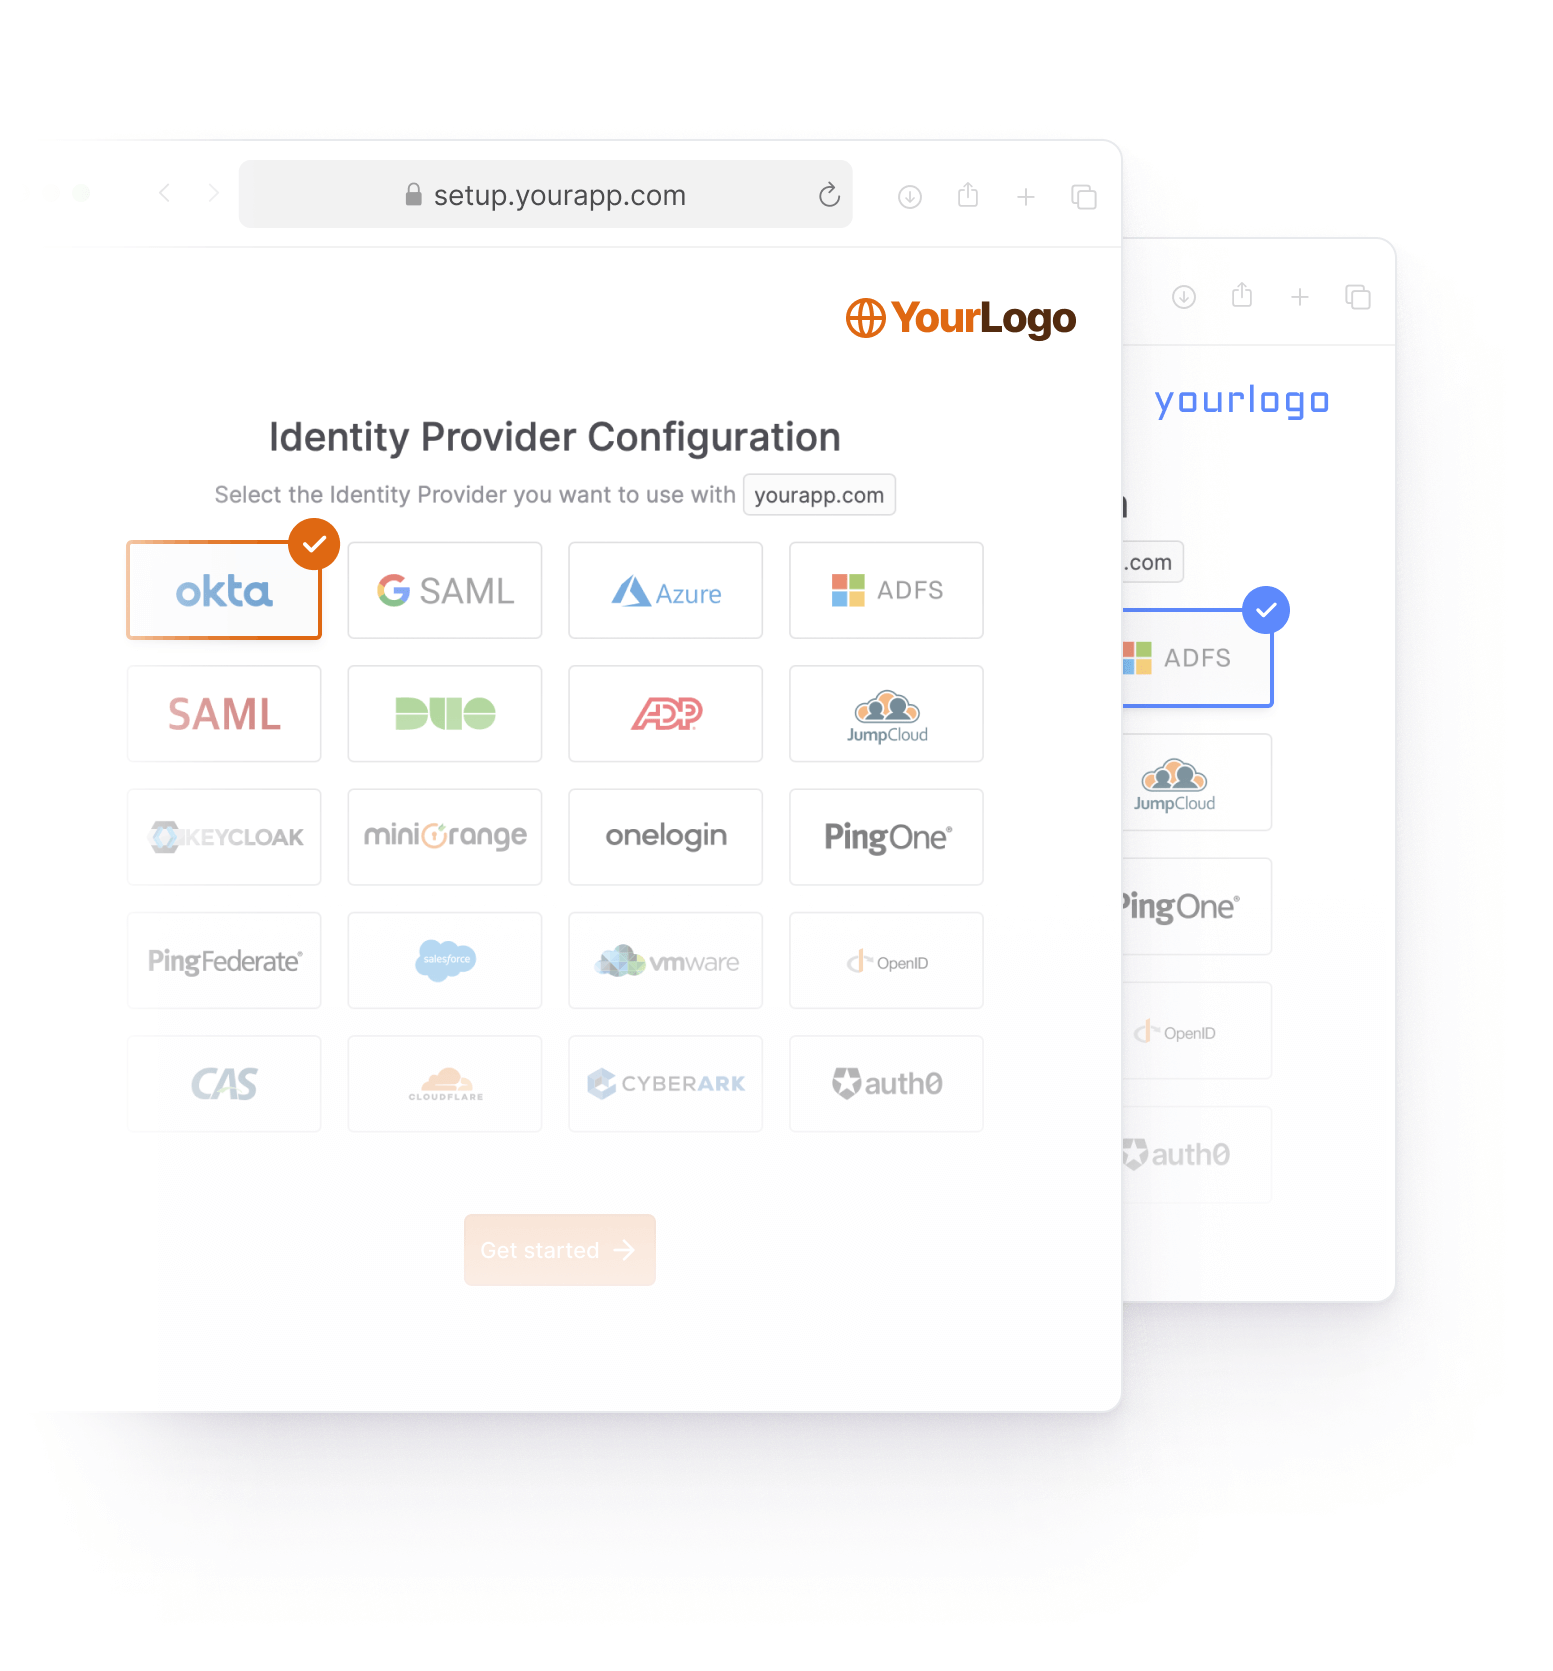 setup.yourapp.com
YourLogo
yourlogo
Identity Provider Configuration
Select the Identity Provider you want to use with yourapp.com
.com
okta
G SAML
Azure
ADFS
ADFS
SAML
DUO
ADP
JumpCloud
JumpCloud
KEYCLOAK
miniOrange
onelogin
PingOne®
PingOne®
PingFederate®
salesforce
vmware
OpenID
OpenID
CAS
CLOUDFLARE
CYBERARK
auth0
auth0
Get started